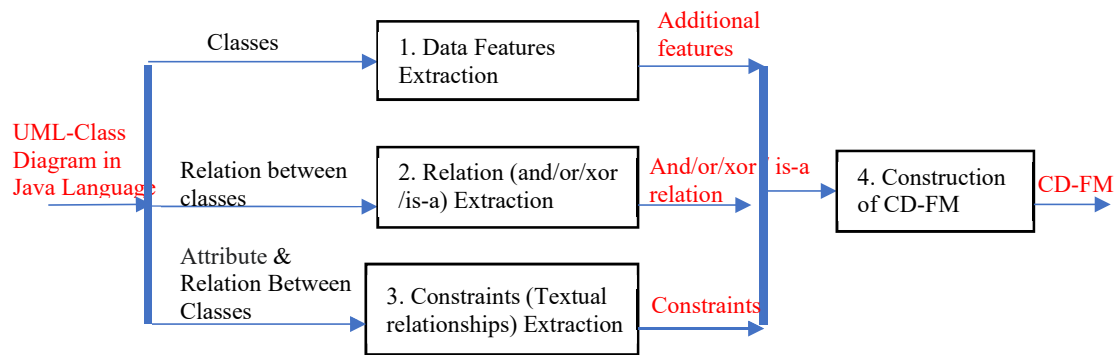 Classes
1. Data Features
Extraction
Additional
features
UML-Class
Diagram in
Java Language
Relation between
classes
2. Relation (and/or/xor
/is-a) Extraction
And/or/xor / is-a
relation
4. Construction
of CD-FM
CD-FM
Attribute &
Relation Between
Classes
3. Constraints (Textual
relationships) Extraction
Constraints